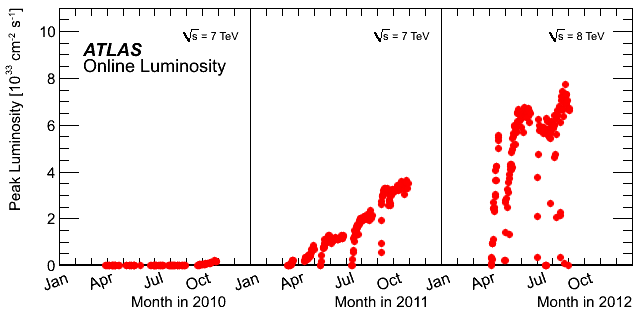 Peak Luminosity [10³³ cm⁻² s⁻¹]
10
8
6
4
2
0
ATLAS
Online Luminosity
√s = 7 TeV
√s = 7 TeV
√s = 8 TeV
Jan Apr Jul Oct Jan Apr Jul Oct Jan Apr Jul Oct
Month in 2010 Month in 2011 Month in 2012